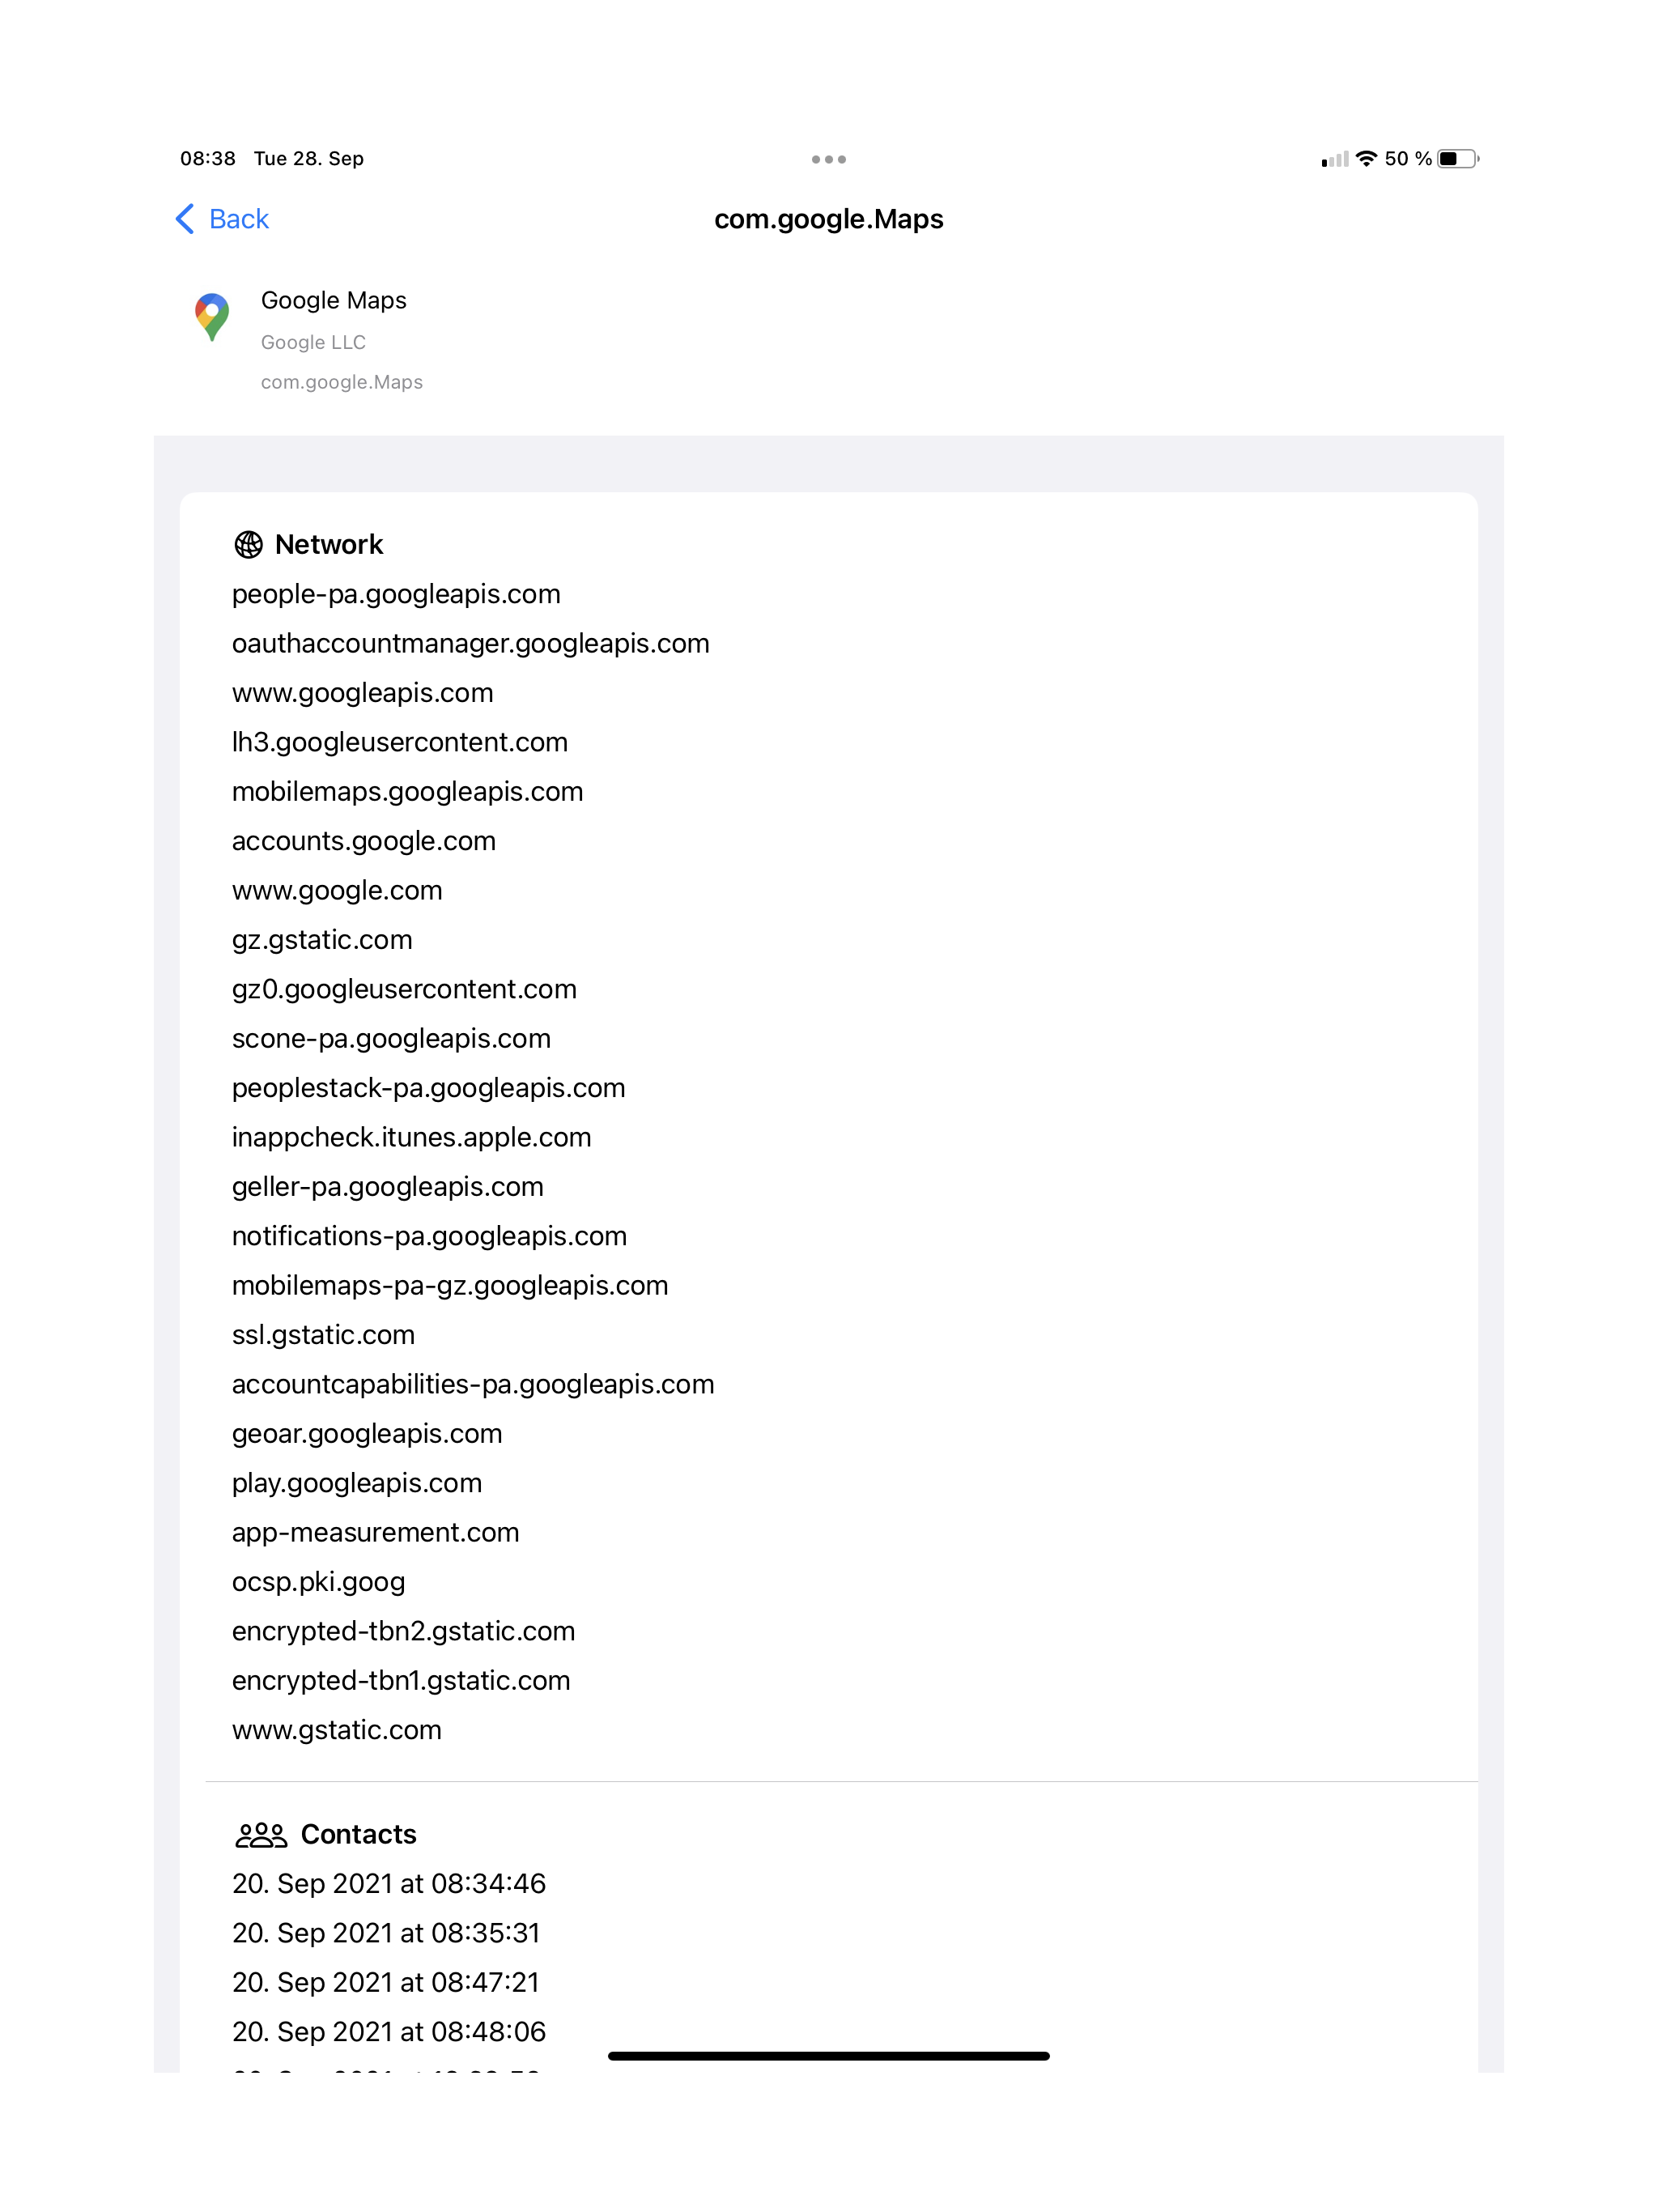 08:38 Tue 28. Sep
50 %
Back
com.google.Maps
Google Maps
Google LLC
com.google.Maps
Network
people-pa.googleapis.com
oauthaccountmanager.googleapis.com
www.googleapis.com
lh3.googleusercontent.com
mobilemaps.googleapis.com
accounts.google.com
www.google.com
gz.gstatic.com
gz0.googleusercontent.com
scone-pa.googleapis.com
peoplestack-pa.googleapis.com
inappcheck.itunes.apple.com
geller-pa.googleapis.com
notifications-pa.googleapis.com
mobilemaps-pa-gz.googleapis.com
ssl.gstatic.com
accountcapabilities-pa.googleapis.com
geoar.googleapis.com
play.googleapis.com
app-measurement.com
ocsp.pki.goog
encrypted-tbn2.gstatic.com
encrypted-tbn1.gstatic.com
www.gstatic.com
Contacts
20. Sep 2021 at 08:34:46
20. Sep 2021 at 08:35:31
20. Sep 2021 at 08:47:21
20. Sep 2021 at 08:48:06